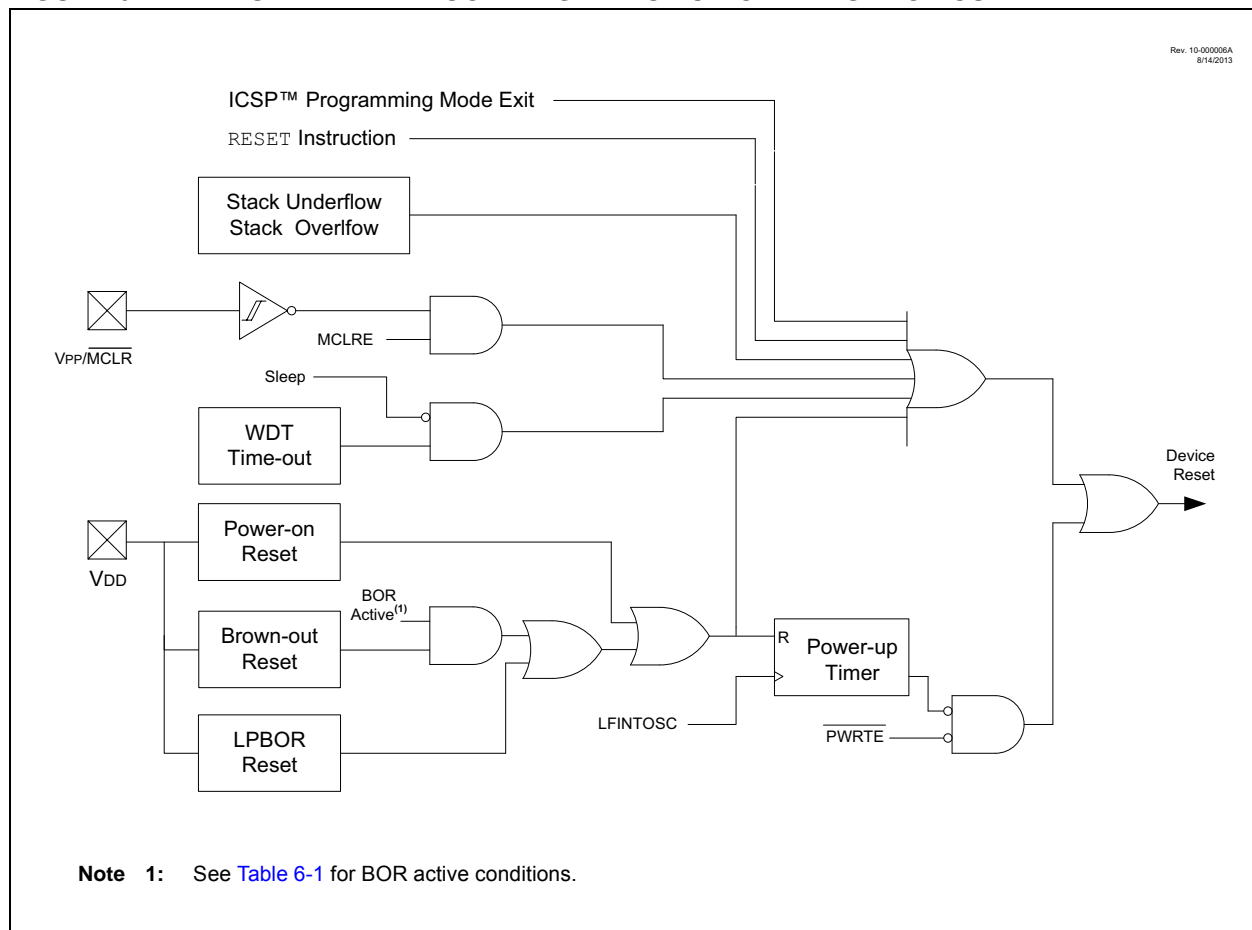 Rev. 10-000006A
8/14/2013
ICSP™ Programming Mode Exit
RESET Instruction
Stack Underflow
Stack Overlfow
VPP/MCLR
MCLRE
Sleep
WDT
Time-out
Device
Reset
Power-on
Reset
VDD
BOR
Active(1)
Brown-out
Reset
R
Power-up
Timer
LFINTOSC
PWRTE
LPBOR
Reset
Note 1: See Table 6-1 for BOR active conditions.